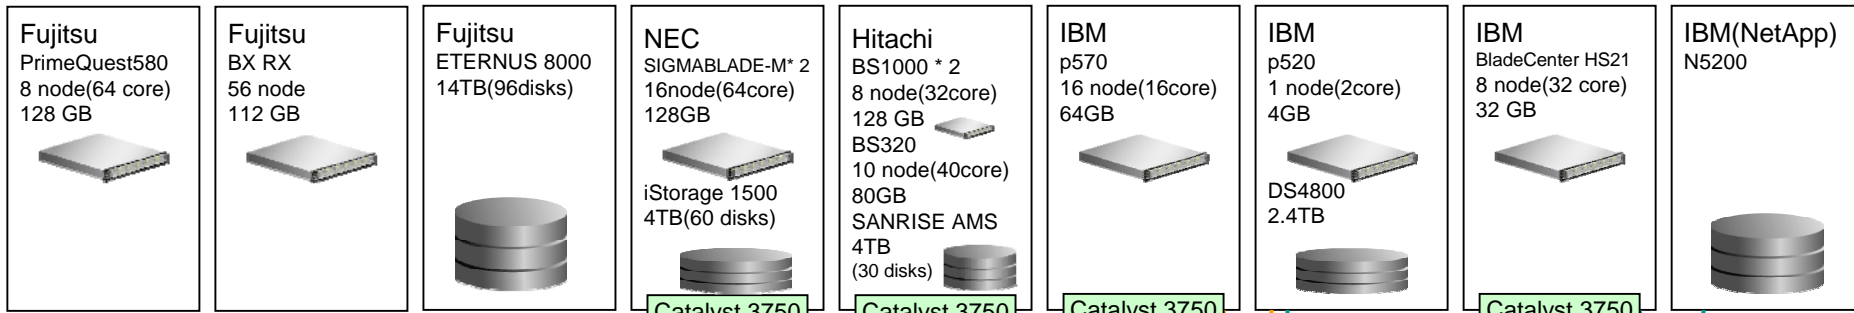 Fujitsu
PrimeQuest580
8 node(64 core)
128 GB
Fujitsu
BX RX
56 node
112 GB
Fujitsu
ETERNUS 8000
14TB(96disks)
NEC
SIGMABLADE-M* 2
16node(64core)
128GB
iStorage 1500
4TB(60 disks)
Catalyst 3750
Hitachi
BS1000 * 2
8 node(32core)
128 GB
BS320
10 node(40core)
80GB
SANRISE AMS
4TB
(30 disks)
Catalyst 3750
IBM
p570
16 node(16core)
64GB
Catalyst 3750
IBM
p520
1 node(2core)
4GB
DS4800
2.4TB
IBM
BladeCenter HS21
8 node(32 core)
32 GB
Catalyst 3750
IBM(NetApp)
N5200